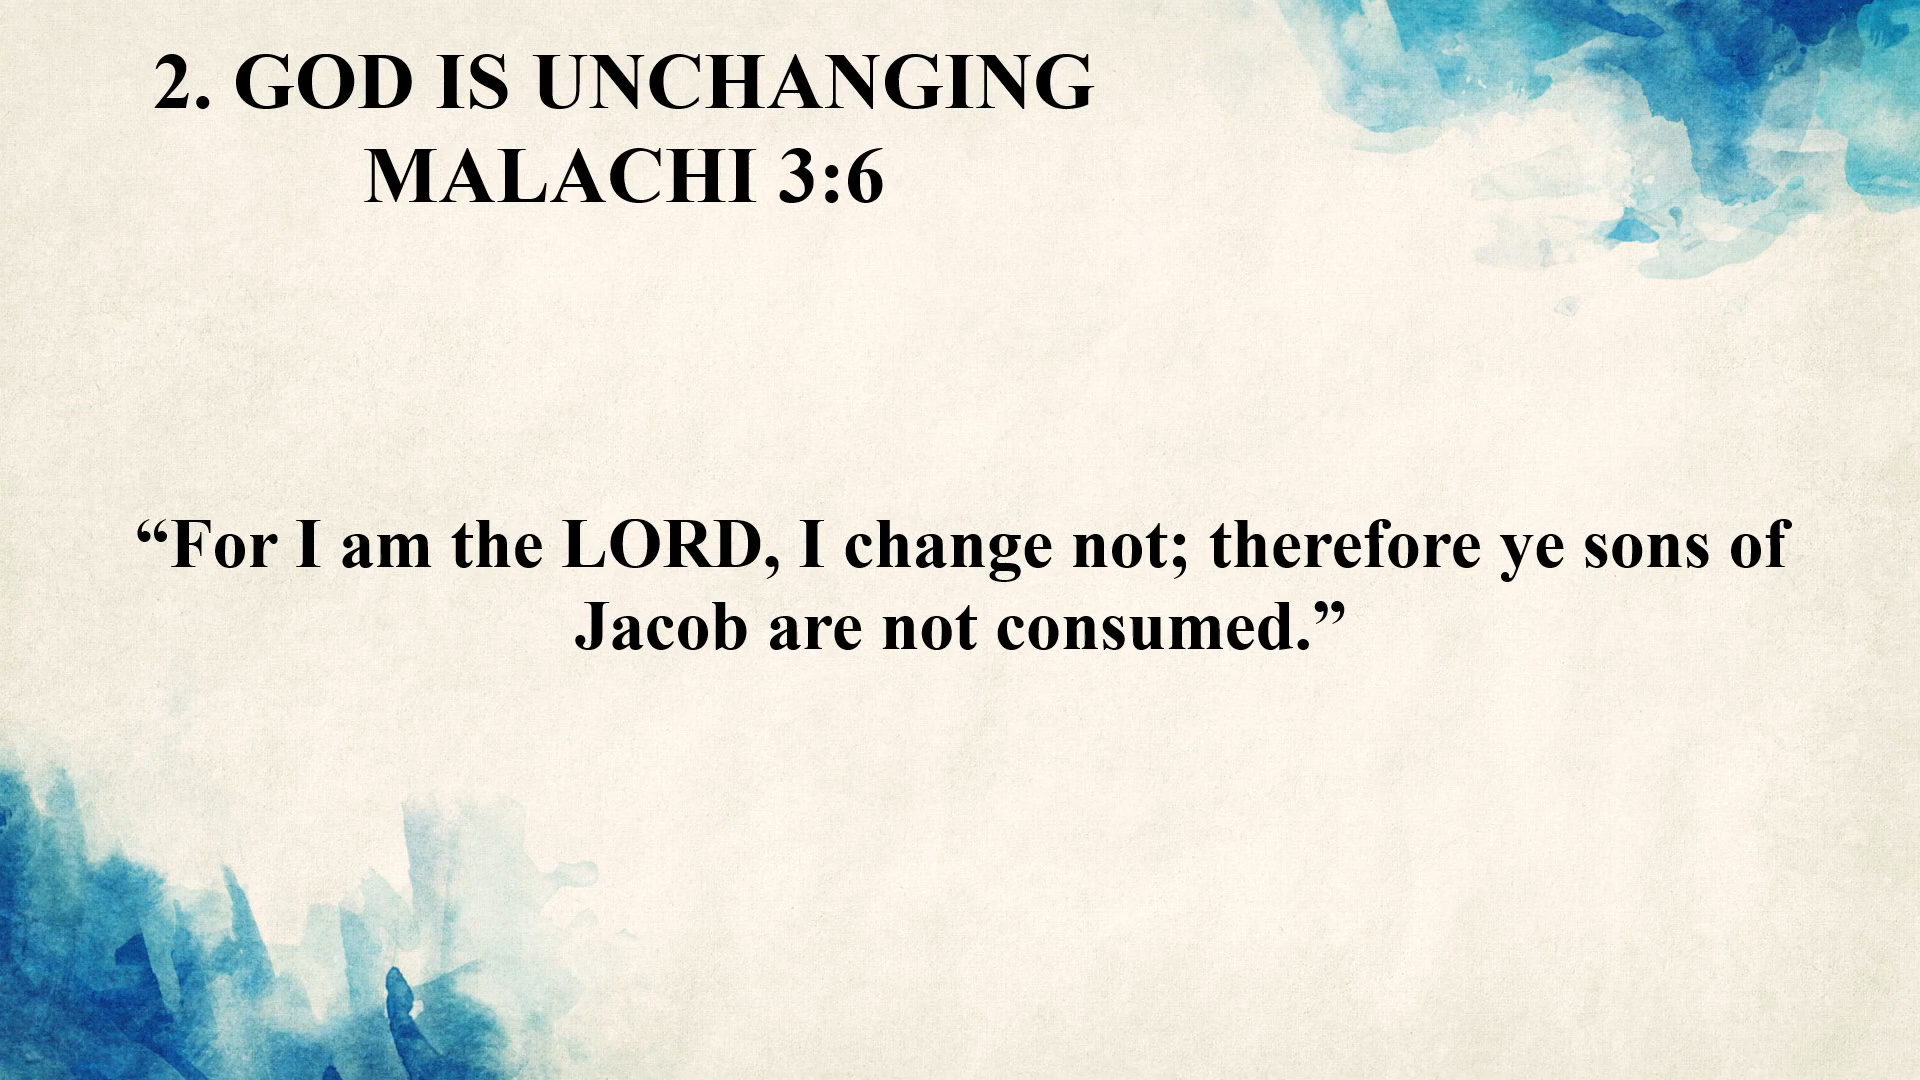 2. GOD IS UNCHANGING
MALACHI 3:6
“For I am the LORD, I change not; therefore ye sons of
Jacob are not consumed.”